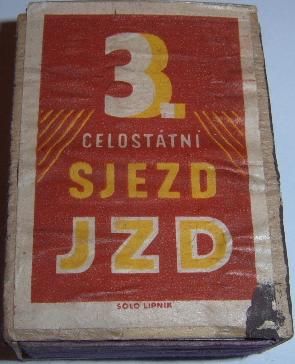 3.
CELOSTÁTNÍ
SJEZD
JZD
SOLO LIPNÍK